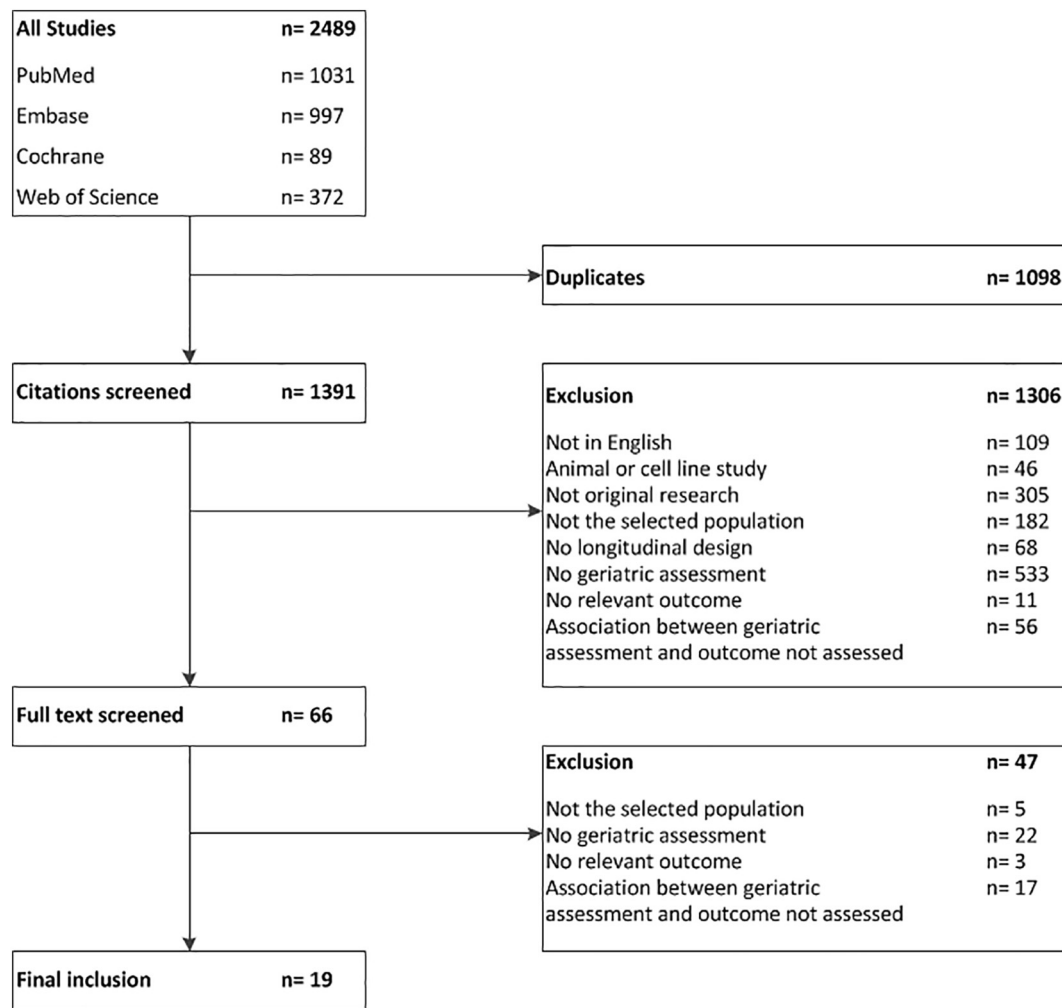 All Studies n= 2489
PubMed n= 1031
Embase n= 997
Cochrane n= 89
Web of Science n= 372
Duplicates n= 1098
Citations screened n= 1391
Exclusion n= 1306
Not in English n= 109
Animal or cell line study n= 46
Not original research n= 305
Not the selected population n= 182
No longitudinal design n= 68
No geriatric assessment n= 533
No relevant outcome n= 11
Association between geriatric n= 56
assessment and outcome not assessed
Full text screened n= 66
Exclusion n= 47
Not the selected population n= 5
No geriatric assessment n= 22
No relevant outcome n= 3
Association between geriatric n= 17
assessment and outcome not assessed
Final inclusion n= 19